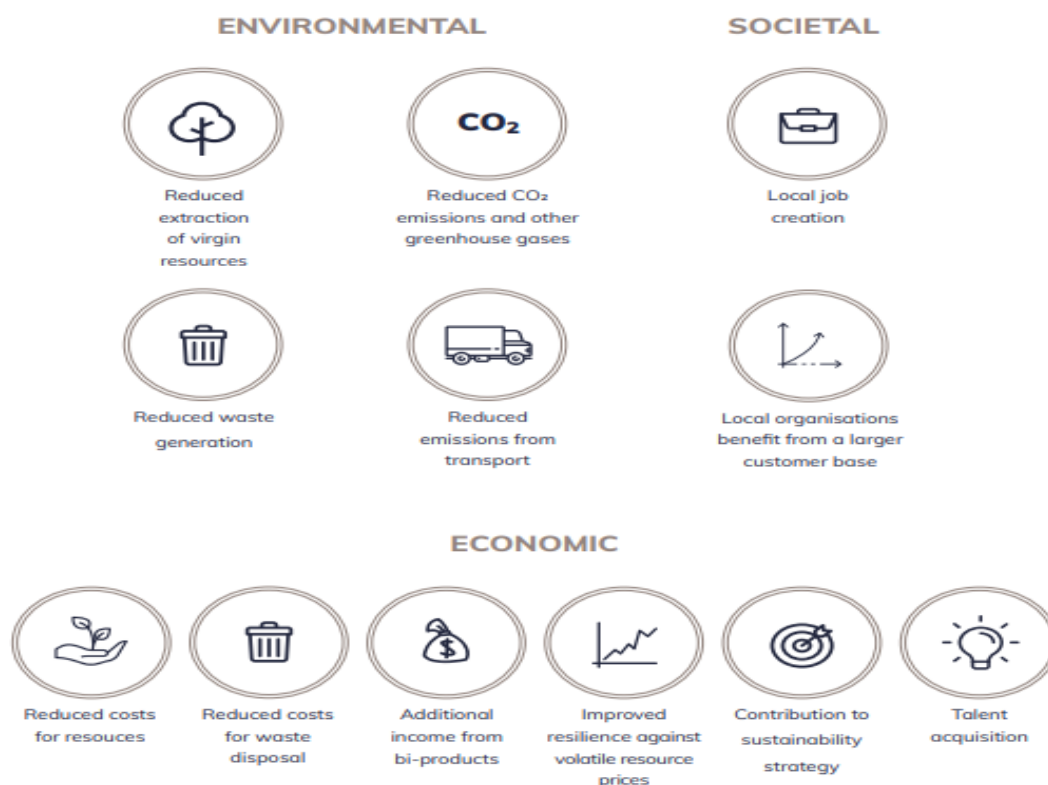 ENVIRONMENTAL
SOCIETAL
CO₂
Reduced
extraction
of virgin
resources
Reduced CO₂
emissions and other
greenhouse gases
Local job
creation
Reduced waste
generation
Reduced
emissions from
transport
Local organisations
benefit from a larger
customer base
ECONOMIC
$
Reduced costs
for resouces
Reduced costs
for waste
disposal
Additional
income from
bi-products
Improved
resilience against
volatile resource
prices
Contribution to
sustainability
strategy
Talent
acquisition